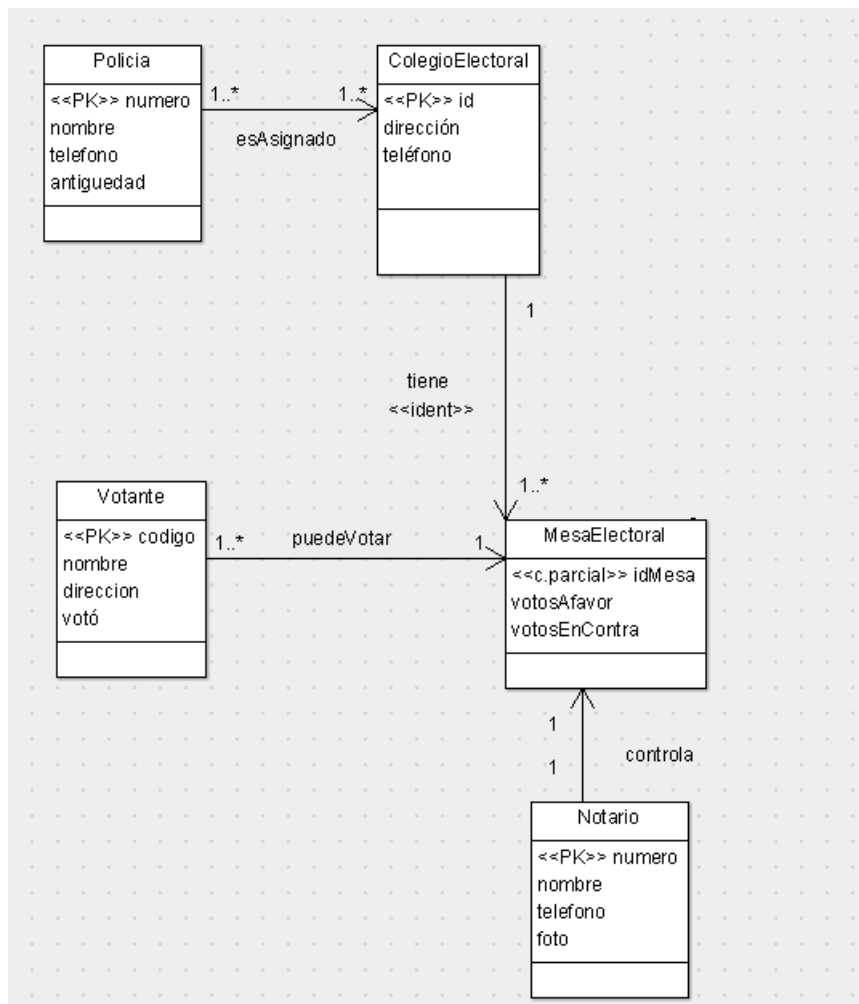 Policia
<<PK>> numero
nombre
telefono
antiguedad
1..*
1..*
esAsignado
ColegioElectoral
<<PK>> id
dirección
teléfono
1
tiene
<<ident>>
1..*
Votante
<<PK>> codigo
nombre
direccion
votó
1..*
puedeVotar
1
MesaElectoral
<<c.parcial>> idMesa
votosAfavor
votosEnContra
1
controla
1
Notario
<<PK>> numero
nombre
telefono
foto